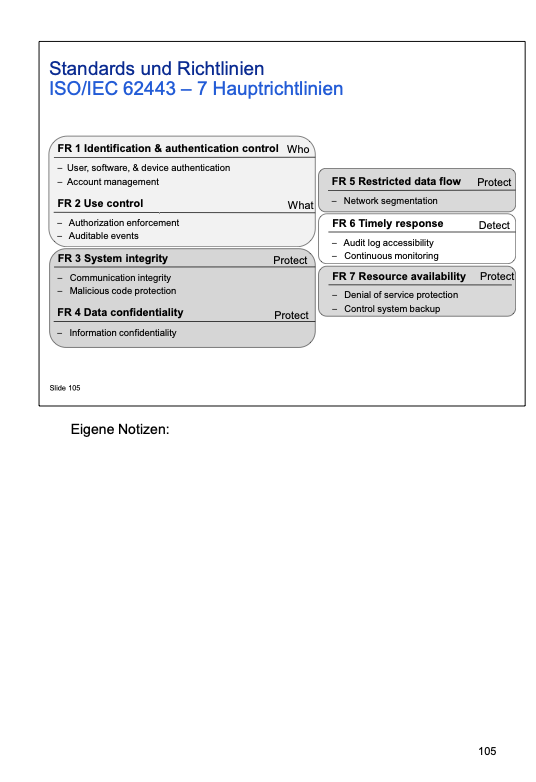 Standards und Richtlinien
ISO/IEC 62443 – 7 Hauptrichtlinien
FR 1 Identification & authentication control Who
– User, software, & device authentication
– Account management
FR 2 Use control What
– Authorization enforcement
– Auditable events
FR 3 System integrity Protect
– Communication integrity
– Malicious code protection
FR 4 Data confidentiality Protect
– Information confidentiality
FR 5 Restricted data flow Protect
– Network segmentation
FR 6 Timely response Detect
– Audit log accessibility
– Continuous monitoring
FR 7 Resource availability Protect
– Denial of service protection
– Control system backup
Slide 105
Eigene Notizen:
105